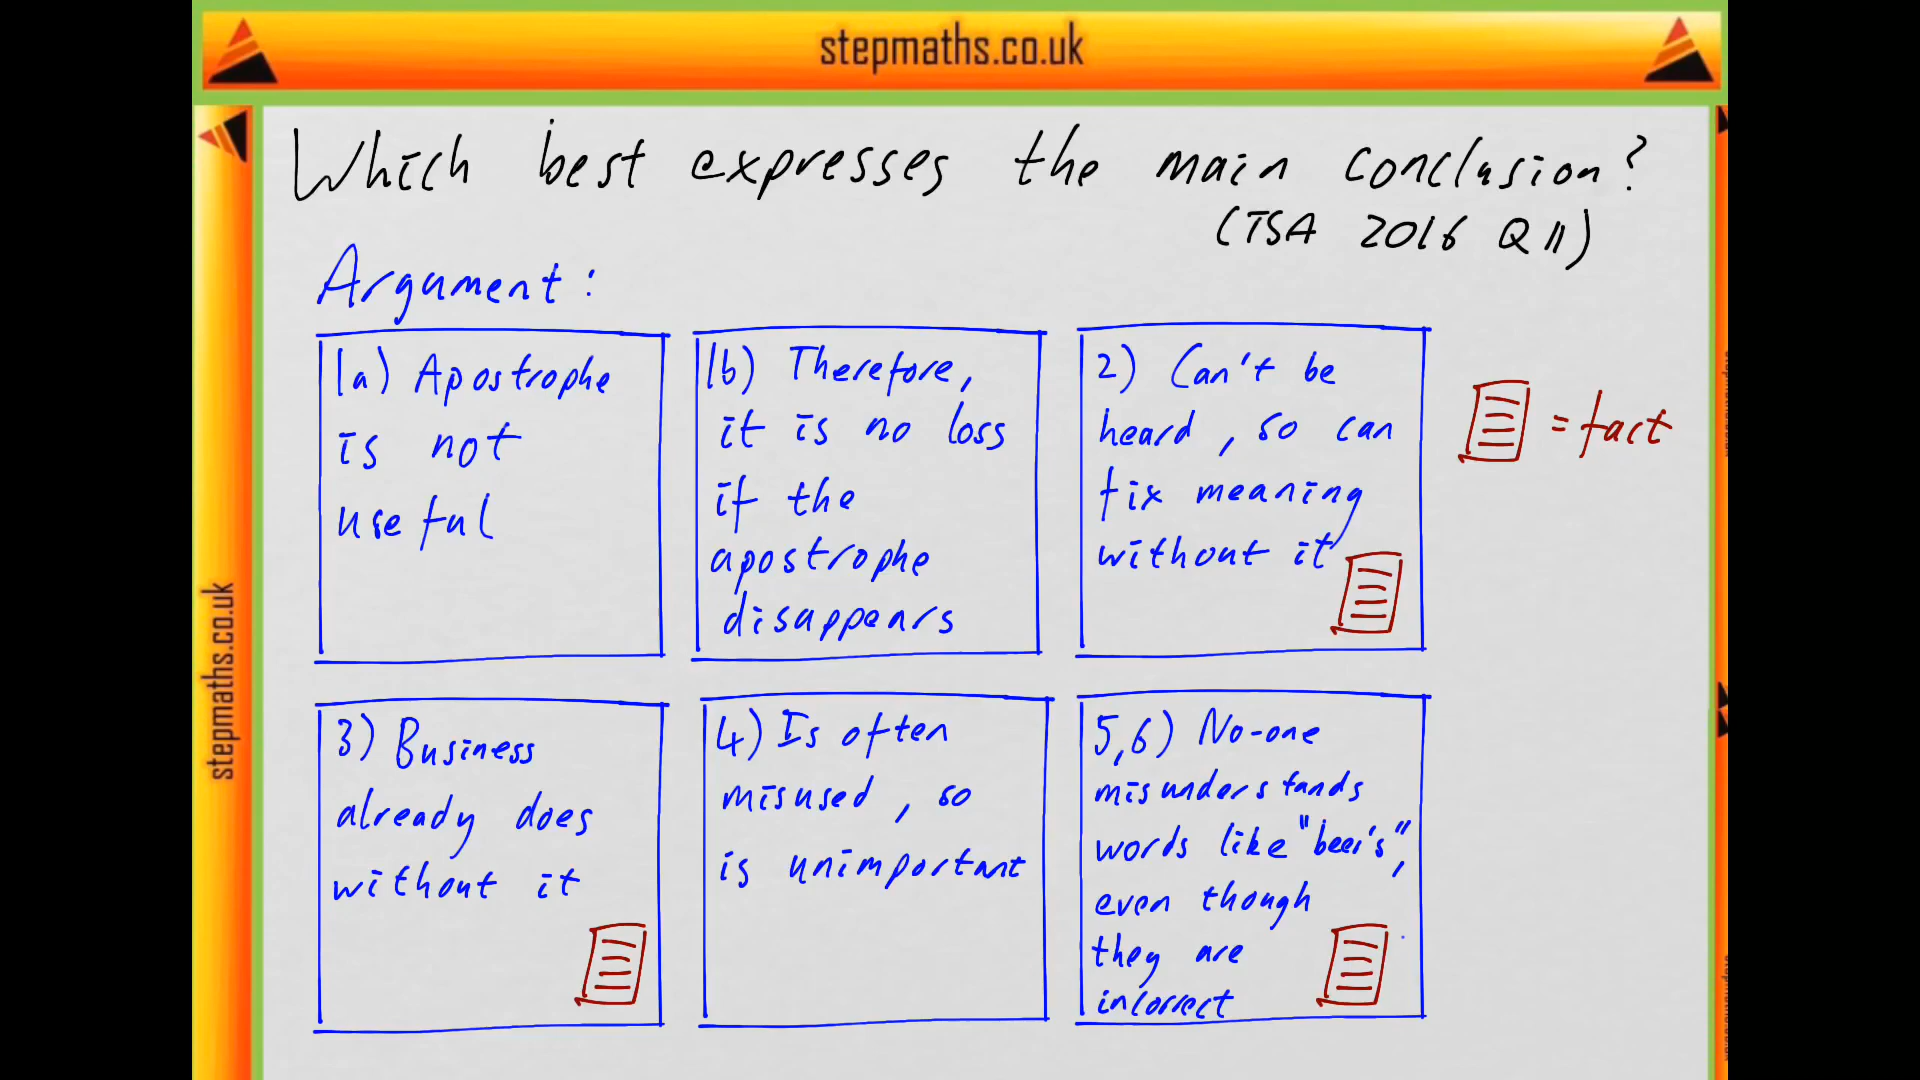 stepmaths.co.uk
Which best expresses the main conclusion?
(TSA 2016 Q11)
Argument:
1a) Apostrophe
is not
useful
1b) Therefore,
it is no loss
if the
apostrophe
disappears
2) Can't be
heard, so can
fix meaning
without it
= fact
3) Business
already does
without it
4) Is often
misused, so
is unimportant
5,6) No-one
misunderstands
words like "beer's",
even though
they are
incorrect
stepmaths.co.uk